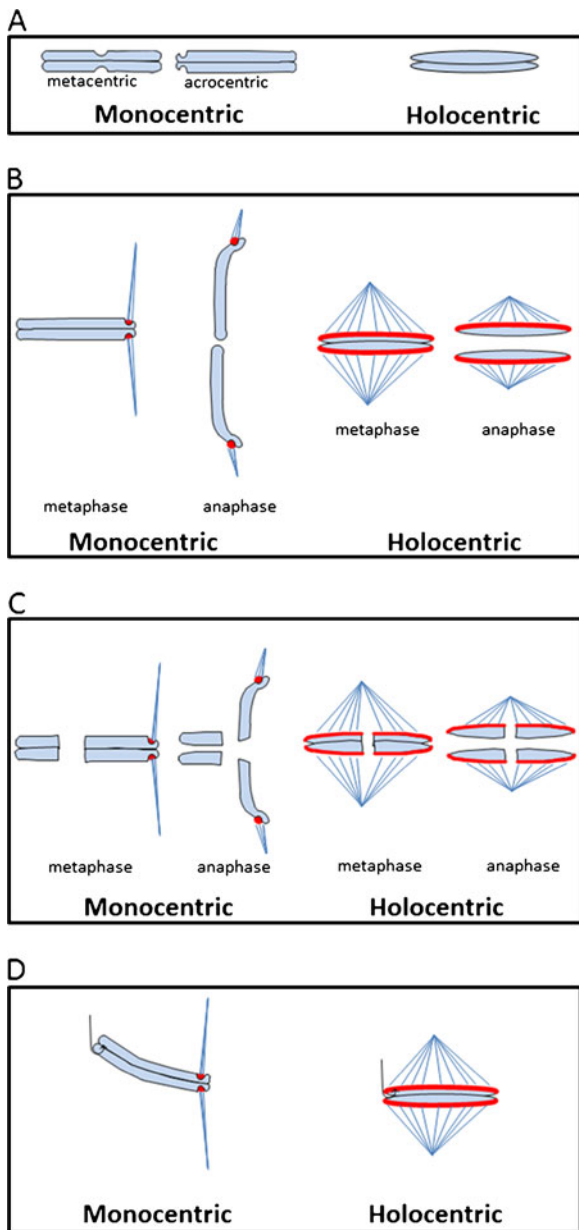 A
metacentric acrocentric
Monocentric Holocentric
B
metaphase anaphase
metaphase anaphase
Monocentric Holocentric
C
metaphase anaphase metaphase anaphase
Monocentric Holocentric
D
Monocentric Holocentric